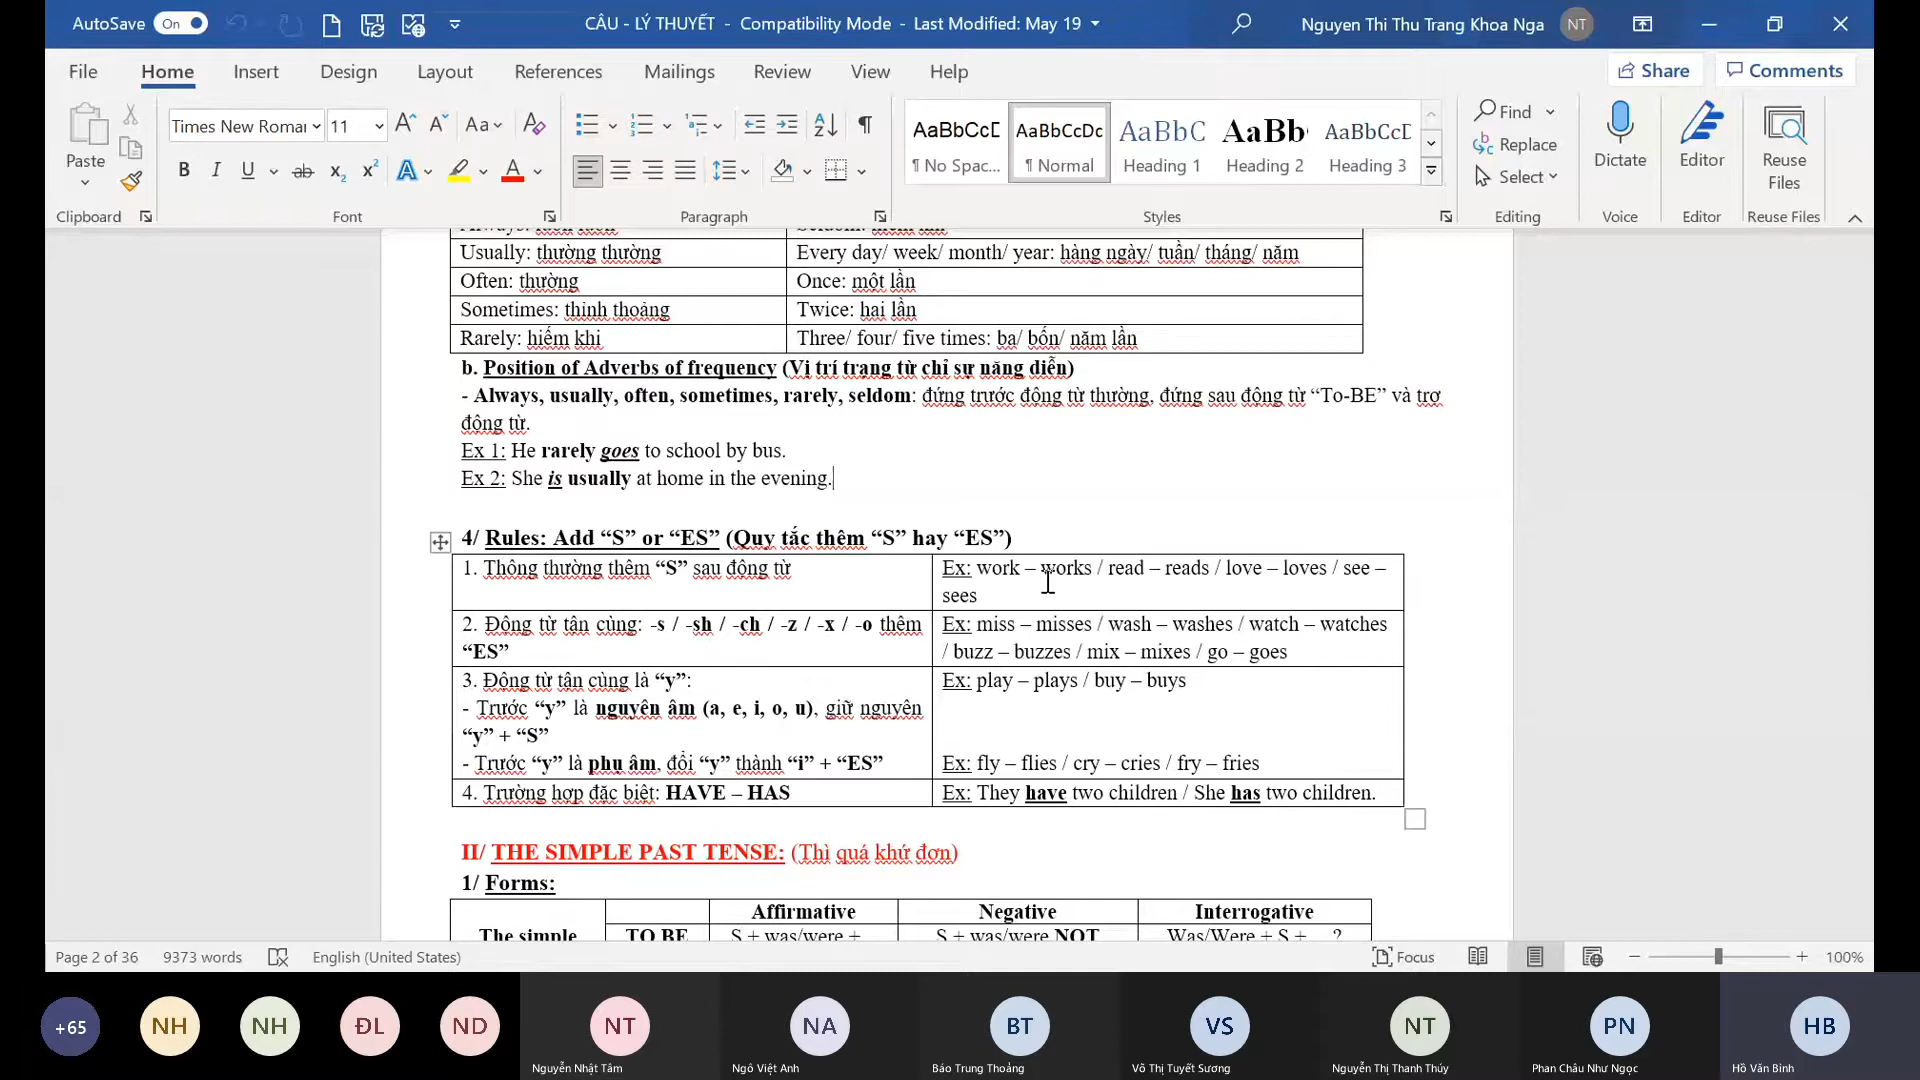 AutoSave On CÂU - LÝ THUYẾT - Compatibility Mode - Last Modified: May 19 Nguyen Thi Thu Trang Khoa Nga NT
File Home Insert Design Layout References Mailings Review View Help Share Comments
Times New Roman 11 Aa
Paste
B I U ab x₂ x² A A
AaBbCcD AaBbCcDc AaBbC AaBb AaBbCcD
¶ No Spac... ¶ Normal Heading 1 Heading 2 Heading 3
Find
Replace
Select
Dictate Editor Reuse Files
Clipboard Font Paragraph Styles Editing Voice Editor Reuse Files
Usually: thường thường Every day/ week/ month/ year: hàng ngày/ tuần/ tháng/ năm
Often: thường Once: một lần
Sometimes: thỉnh thoảng Twice: hai lần
Rarely: hiếm khi Three/ four/ five times: ba/ bốn/ năm lần
b. Position of Adverbs of frequency (Vị trí trạng từ chỉ sự năng diễn)
- Always, usually, often, sometimes, rarely, seldom: đứng trước động từ thường, đứng sau động từ “To-BE” và trợ
động từ.
Ex 1: He rarely goes to school by bus.
Ex 2: She is usually at home in the evening.
4/ Rules: Add “S” or “ES” (Quy tắc thêm “S” hay “ES”)
1. Thông thường thêm “S” sau động từ Ex: work – works / read – reads / love – loves / see –
sees
2. Động từ tận cùng: -s / -sh / -ch / -z / -x / -o thêm Ex: miss – misses / wash – washes / watch – watches
“ES” / buzz – buzzes / mix – mixes / go – goes
3. Động từ tận cùng là “y”: Ex: play – plays / buy – buys
- Trước “y” là nguyên âm (a, e, i, o, u), giữ nguyên
“y” + “S”
- Trước “y” là phụ âm, đổi “y” thành “i” + “ES” Ex: fly – flies / cry – cries / fry – fries
4. Trường hợp đặc biệt: HAVE – HAS Ex: They have two children / She has two children.
II/ THE SIMPLE PAST TENSE: (Thì quá khứ đơn)
1/ Forms:
Affirmative Negative Interrogative
The simple TO BE S + was/were + S + was/were NOT Was/Were + S + ...?
Page 2 of 36 9373 words English (United States) Focus 100%
+65 NH NH ĐL ND NT NA BT VS NT PN HB
Nguyễn Nhật Tâm Ngô Việt Anh Báo Trung Thoảng Võ Thị Tuyết Sương Nguyễn Thị Thanh Thúy Phan Châu Như Ngọc Hồ Văn Bình